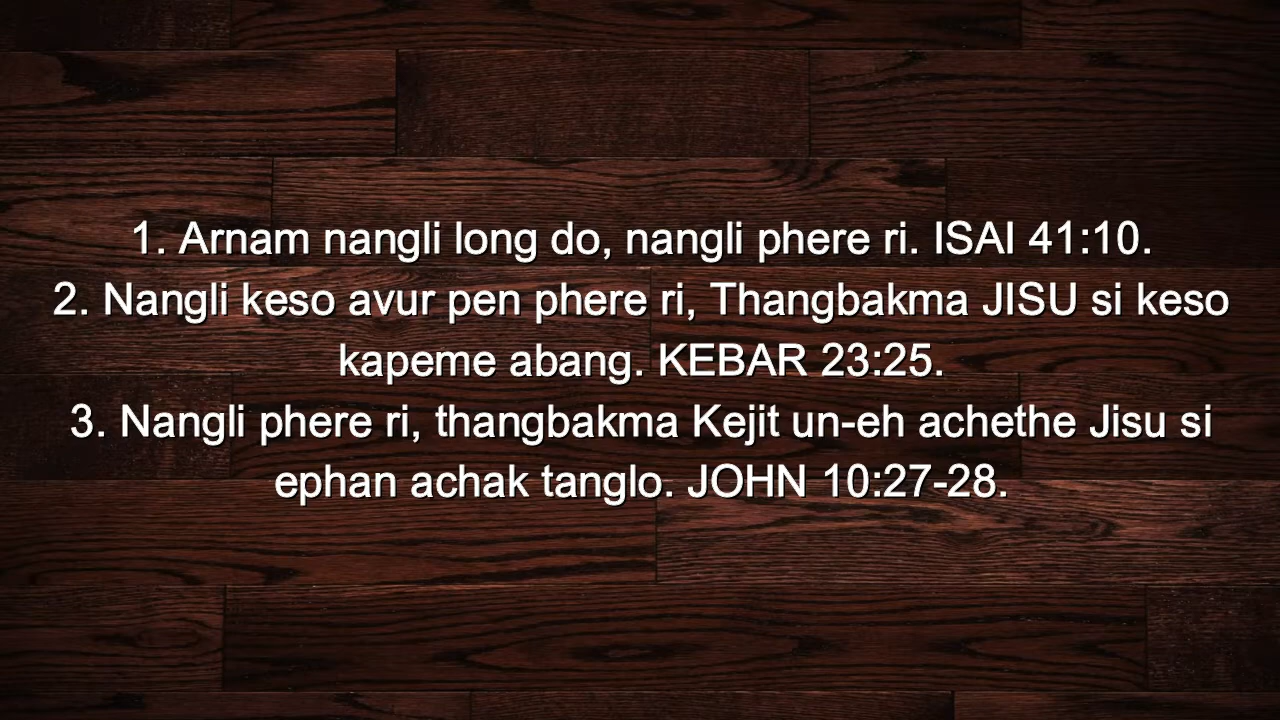 1. Arnam nangli long do, nangli phere ri. ISAI 41:10.
2. Nangli keso avur pen phere ri, Thangbakma JISU si keso
kapeme abang. KEBAR 23:25.
3. Nangli phere ri, thangbakma Kejit un-eh achethe Jisu si
ephan achak tanglo. JOHN 10:27-28.